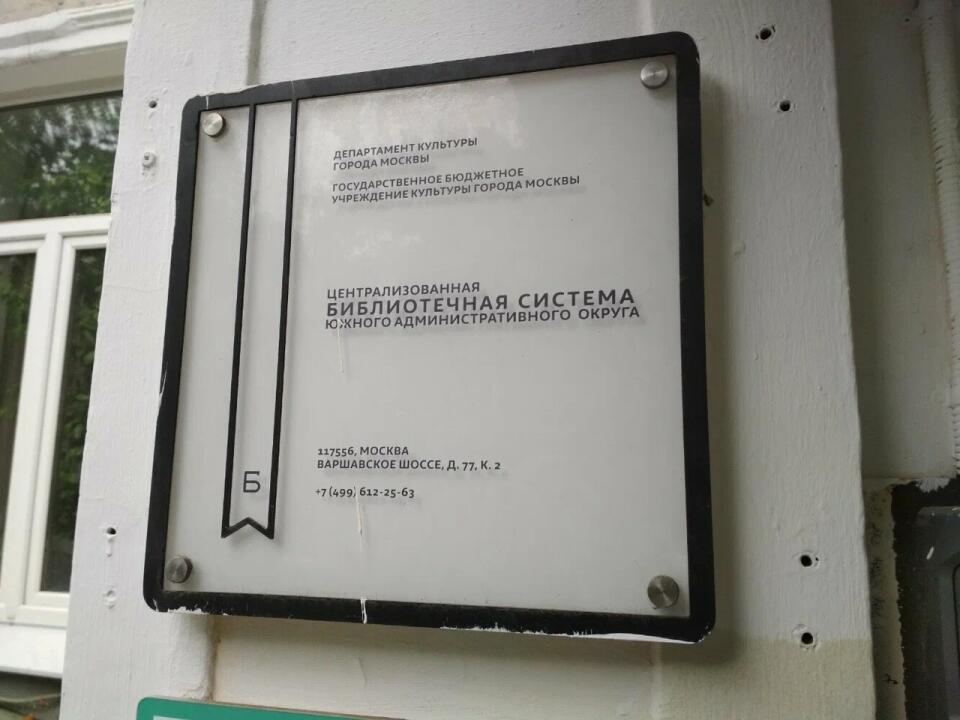 ДЕПАРТАМЕНТ КУЛЬТУРЫ
ГОРОДА МОСКВЫ
ГОСУДАРСТВЕННОЕ БЮДЖЕТНОЕ
УЧРЕЖДЕНИЕ КУЛЬТУРЫ ГОРОДА МОСКВЫ
ЦЕНТРАЛИЗОВАННАЯ
БИБЛИОТЕЧНАЯ СИСТЕМА
ЮЖНОГО АДМИНИСТРАТИВНОГО ОКРУГА
117556, МОСКВА
ВАРШАВСКОЕ ШОССЕ, Д. 77, К. 2
+7 (499) 612-25-63
Б